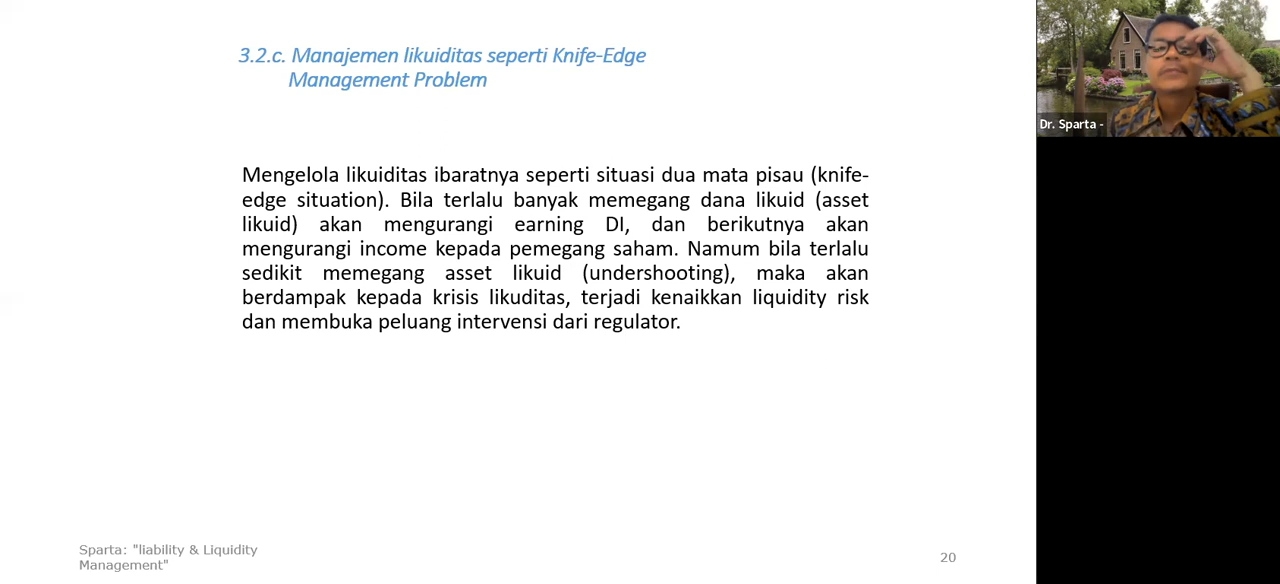 3.2.c. Manajemen likuiditas seperti Knife-Edge
Management Problem
Mengelola likuiditas ibaratnya seperti situasi dua mata pisau (knife-
edge situation). Bila terlalu banyak memegang dana likuid (asset
likuid) akan mengurangi earning DI, dan berikutnya akan
mengurangi income kepada pemegang saham. Namum bila terlalu
sedikit memegang asset likuid (undershooting), maka akan
berdampak kepada krisis likuditas, terjadi kenaikkan liquidity risk
dan membuka peluang intervensi dari regulator.
Sparta: "liability & Liquidity
Management"
20
Dr. Sparta -